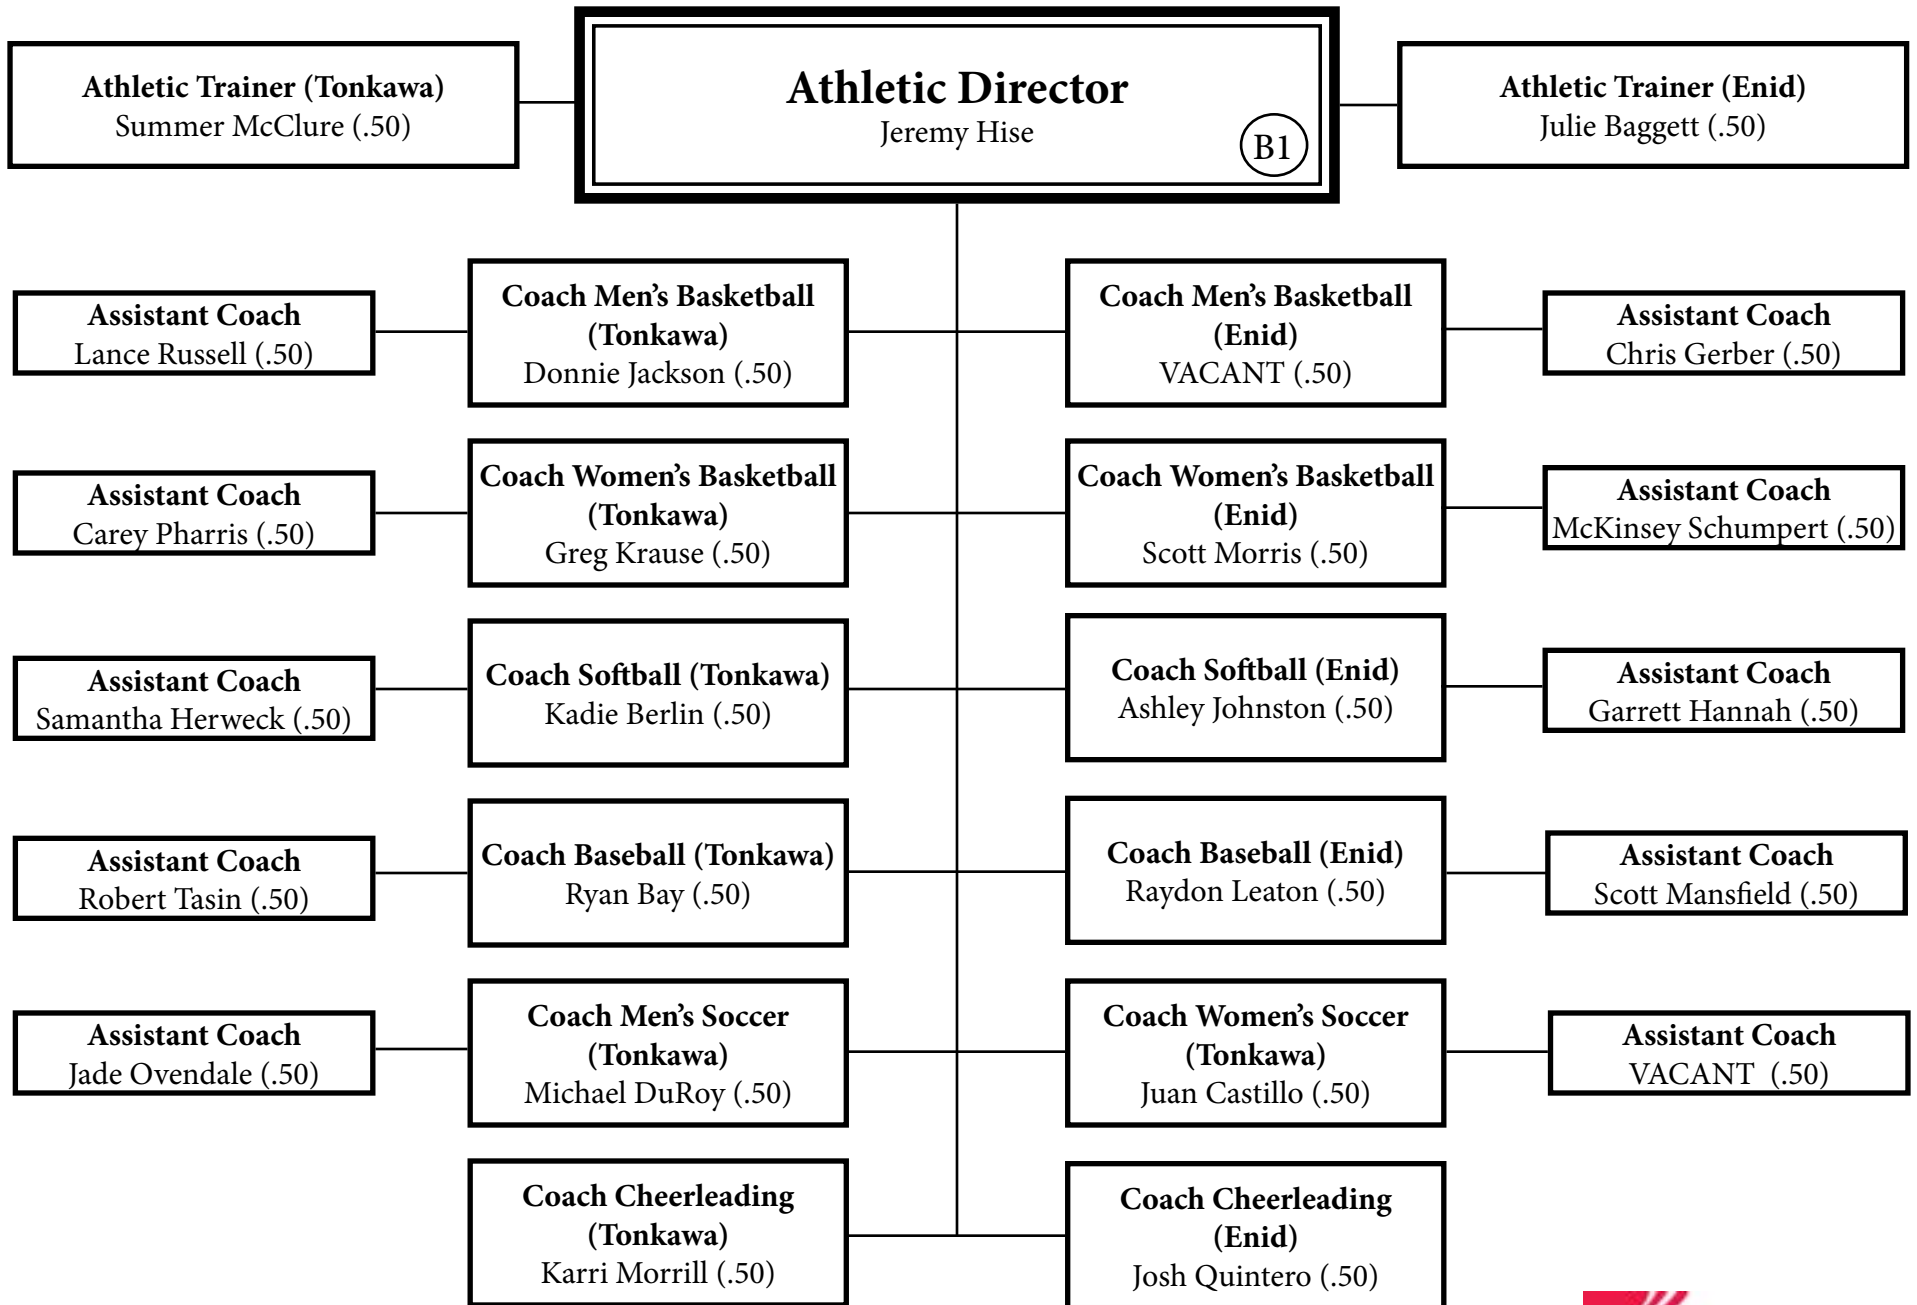 Athletic Trainer (Tonkawa)
Summer McClure (.50)
Athletic Director
Jeremy Hise
B1
Athletic Trainer (Enid)
Julie Baggett (.50)
Assistant Coach
Lance Russell (.50)
Coach Men's Basketball
(Tonkawa)
Donnie Jackson (.50)
Coach Men's Basketball
(Enid)
VACANT (.50)
Assistant Coach
Chris Gerber (.50)
Assistant Coach
Carey Pharris (.50)
Coach Women's Basketball
(Tonkawa)
Greg Krause (.50)
Coach Women's Basketball
(Enid)
Scott Morris (.50)
Assistant Coach
McKinsey Schumpert (.50)
Assistant Coach
Samantha Herweck (.50)
Coach Softball (Tonkawa)
Kadie Berlin (.50)
Coach Softball (Enid)
Ashley Johnston (.50)
Assistant Coach
Garrett Hannah (.50)
Assistant Coach
Robert Tasin (.50)
Coach Baseball (Tonkawa)
Ryan Bay (.50)
Coach Baseball (Enid)
Raydon Leaton (.50)
Assistant Coach
Scott Mansfield (.50)
Assistant Coach
Jade Ovendale (.50)
Coach Men's Soccer
(Tonkawa)
Michael DuRoy (.50)
Coach Women's Soccer
(Tonkawa)
Juan Castillo (.50)
Assistant Coach
VACANT (.50)
Coach Cheerleading
(Tonkawa)
Karri Morrill (.50)
Coach Cheerleading
(Enid)
Josh Quintero (.50)